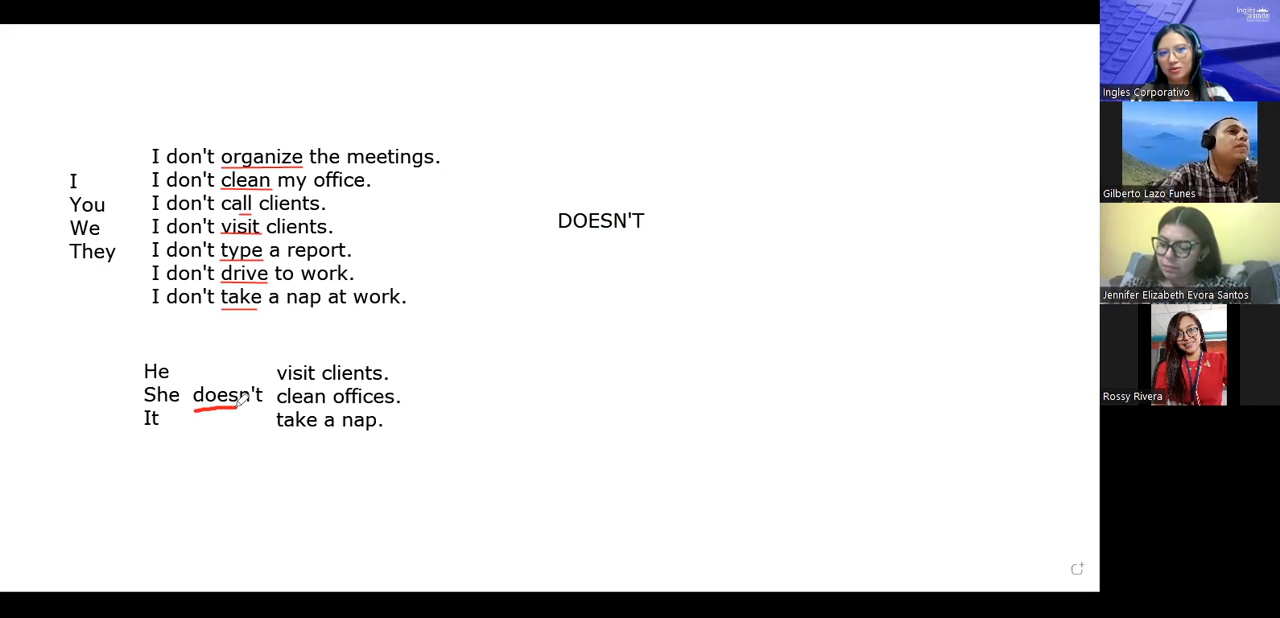 I don't organize the meetings.
I don't clean my office.
I don't call clients.
I don't visit clients.
I don't type a report.
I don't drive to work.
I don't take a nap at work.
I
You
We
They
DOESN'T
He
She doesn't
It
visit clients.
clean offices.
take a nap.
Ingles Corporativo
Gilberto Lazo Funes
Jennifer Elizabeth Evora Santos
Rossy Rivera